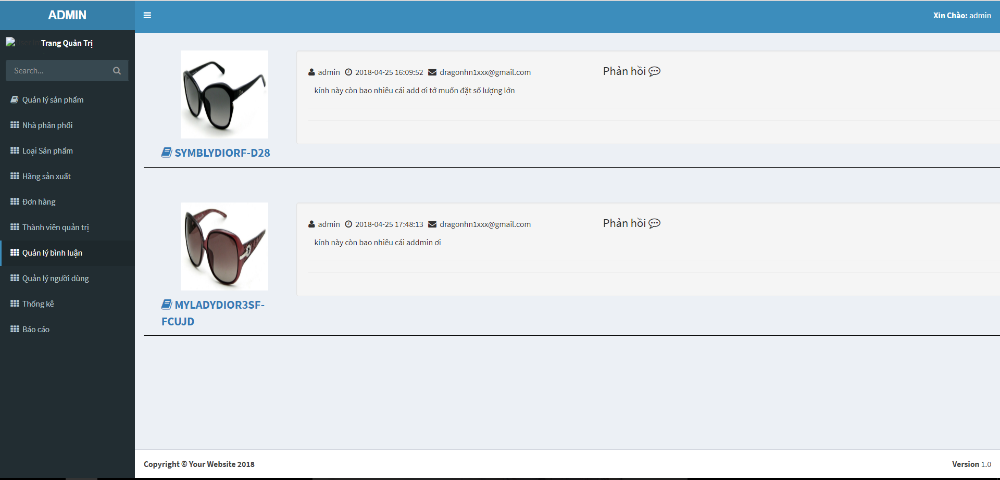 ADMIN
Xin Chào: admin
Trang Quản Trị
Search...
Quản lý sản phẩm
Nhà phân phối
Loại Sản phẩm
Hãng sản xuất
Đơn hàng
Thành viên quản trị
Quản lý bình luận
Quản lý người dùng
Thống kê
Báo cáo
admin 2018-04-25 16:09:52 dragonhn1xxx@gmail.com
Phản hồi
kính này còn bao nhiêu cái add ơi tớ muốn đặt số lượng lớn
SYMBLYDIORF-D28
admin 2018-04-25 17:48:13 dragonhn1xxx@gmail.com
Phản hồi
kính này còn bao nhiêu cái addmin ơi
MYLADYDIOR3SF-
FCUJD
Copyright © Your Website 2018
Version 1.0